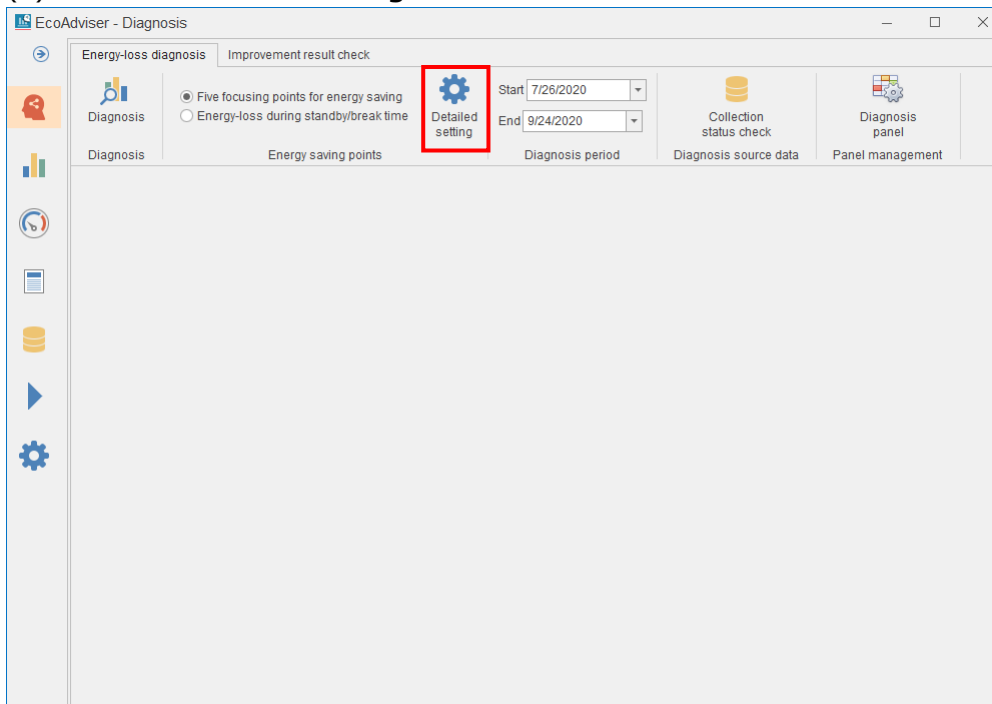 EcoAdviser - Diagnosis
Energy-loss diagnosis Improvement result check
Diagnosis
Five focusing points for energy saving
Energy-loss during standby/break time
Detailed
setting
Start 7/26/2020
End 9/24/2020
Collection
status check
Diagnosis
panel
Diagnosis Energy saving points Diagnosis period Diagnosis source data Panel management